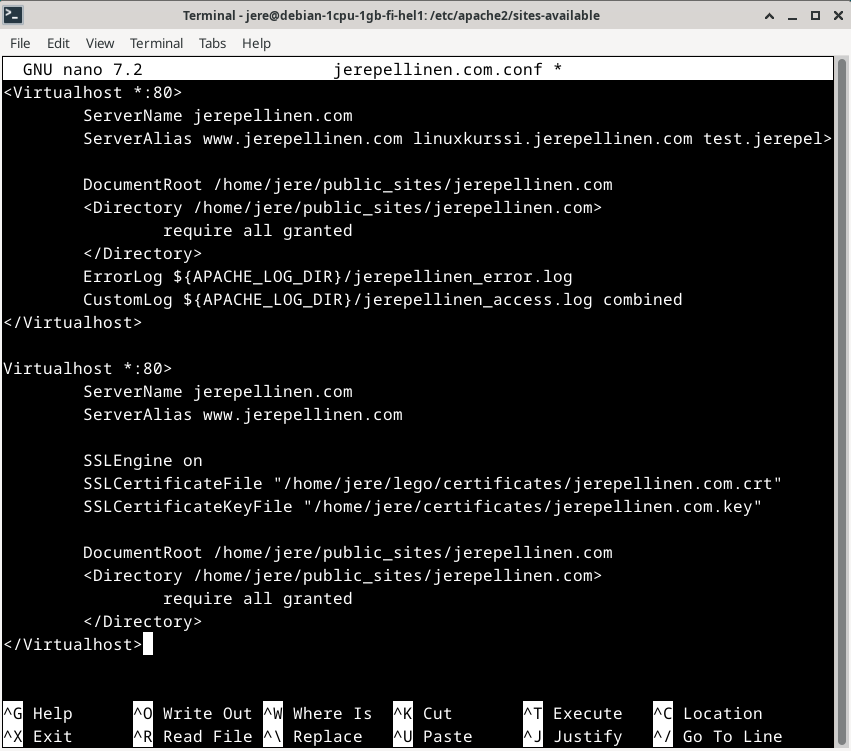 Terminal - jere@debian-1cpu-1gb-fi-hel1: /etc/apache2/sites-available
File Edit View Terminal Tabs Help
GNU nano 7.2 jerepellinen.com.conf *
<Virtualhost *:80>
ServerName jerepellinen.com
ServerAlias www.jerepellinen.com linuxkurssi.jerepellinen.com test.jerepel>
DocumentRoot /home/jere/public_sites/jerepellinen.com
<Directory /home/jere/public_sites/jerepellinen.com>
require all granted
</Directory>
ErrorLog ${APACHE_LOG_DIR}/jerepellinen_error.log
CustomLog ${APACHE_LOG_DIR}/jerepellinen_access.log combined
</Virtualhost>
Virtualhost *:80>
ServerName jerepellinen.com
ServerAlias www.jerepellinen.com
SSLEngine on
SSLCertificateFile "/home/jere/lego/certificates/jerepellinen.com.crt"
SSLCertificateKeyFile "/home/jere/certificates/jerepellinen.com.key"
DocumentRoot /home/jere/public_sites/jerepellinen.com
<Directory /home/jere/public_sites/jerepellinen.com>
require all granted
</Directory>
</Virtualhost>
^G Help ^O Write Out ^W Where Is ^K Cut ^T Execute ^C Location
^X Exit ^R Read File ^\ Replace ^U Paste ^J Justify ^/ Go To Line